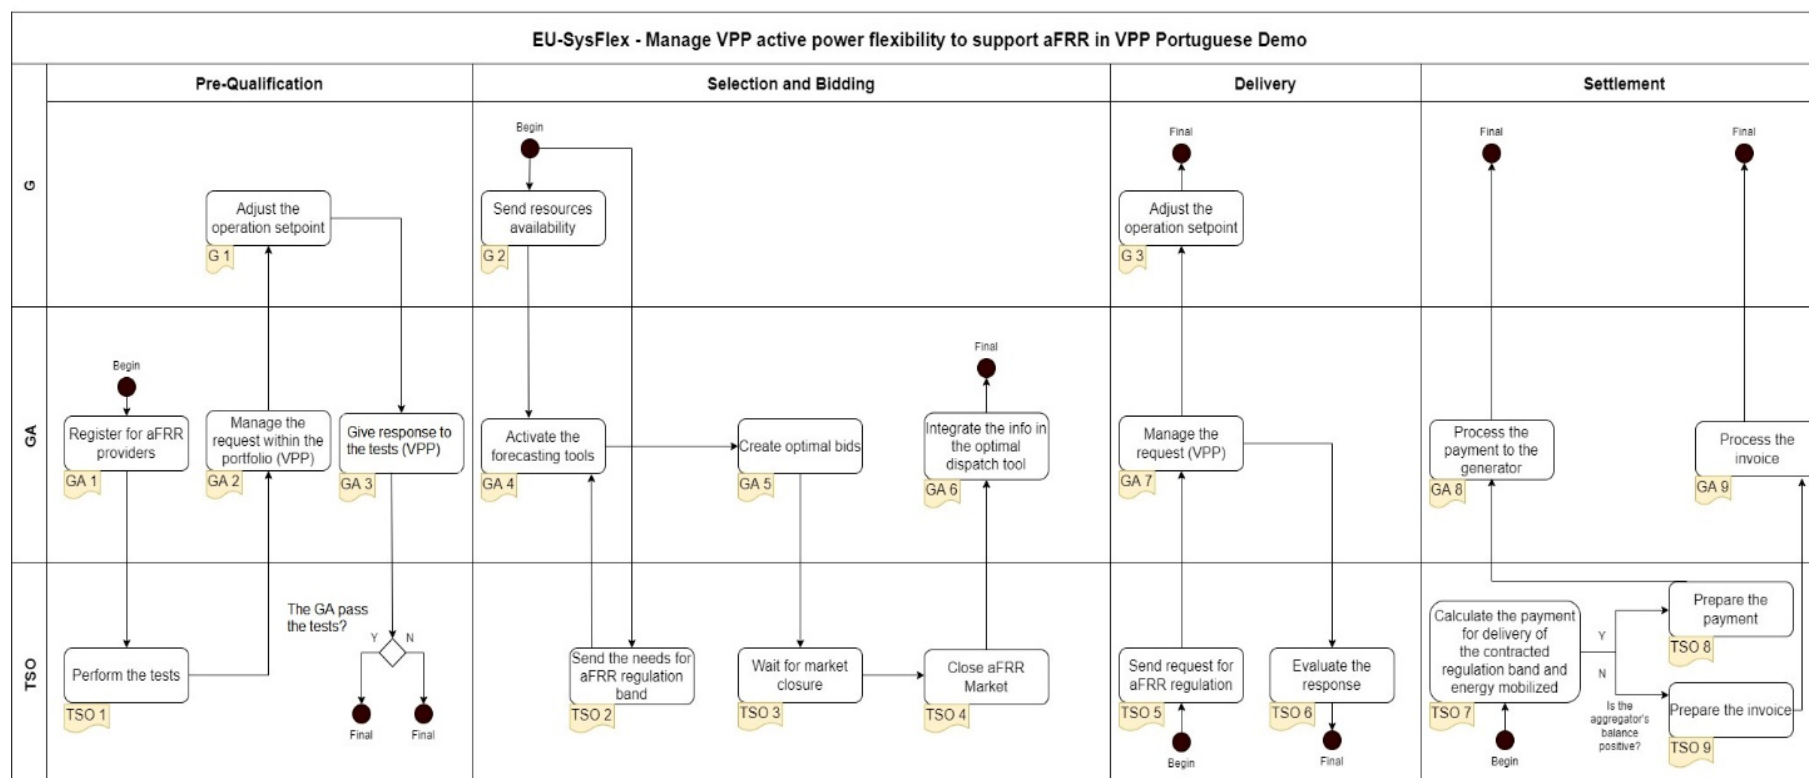 EU-SysFlex - Manage VPP active power flexibility to support aFRR in VPP Portuguese Demo
Pre-Qualification
Selection and Bidding
Delivery
Settlement
G
Adjust the
operation setpoint
G 1
Begin
Send resources
availability
G 2
Final
Adjust the
operation setpoint
G 3
Final
Final
GA
Begin
Register for aFRR
providers
GA 1
Manage the
request within the
portfolio (VPP)
GA 2
Give response to
the tests (VPP)
GA 3
Activate the
forecasting tools
GA 4
Create optimal bids
GA 5
Final
Integrate the info in
the optimal
dispatch tool
GA 6
Manage the
request (VPP)
GA 7
Process the
payment to the
generator
GA 8
Process the
invoice
GA 9
TSO
Perform the tests
TSO 1
The GA pass
the tests?
Y
N
Final
Final
Send the needs for
aFRR regulation
band
TSO 2
Wait for market
closure
TSO 3
Close aFRR
Market
TSO 4
Send request for
aFRR regulation
TSO 5
Begin
Evaluate the
response
TSO 6
Final
Calculate the payment
for delivery of
the contracted
regulation band and
energy mobilized
TSO 7
Begin
Y
N
Is the
aggregator's
balance
positive?
Prepare the
payment
TSO 8
Prepare the invoice
TSO 9